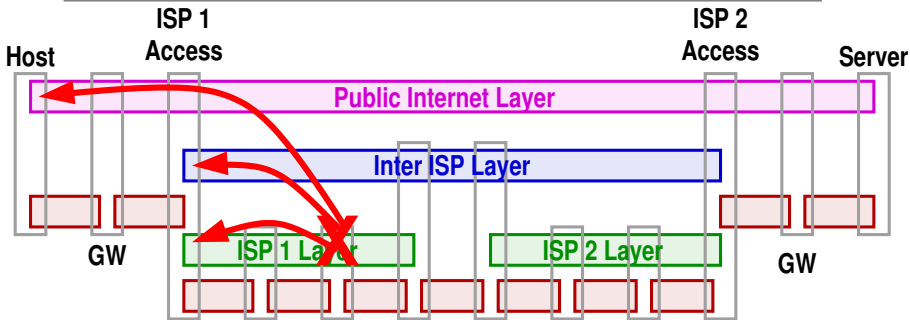 ISP 1
Access
ISP 2
Access
Host
Server
Public Internet Layer
Inter ISP Layer
ISP 1 Layer
ISP 2 Layer
GW
GW